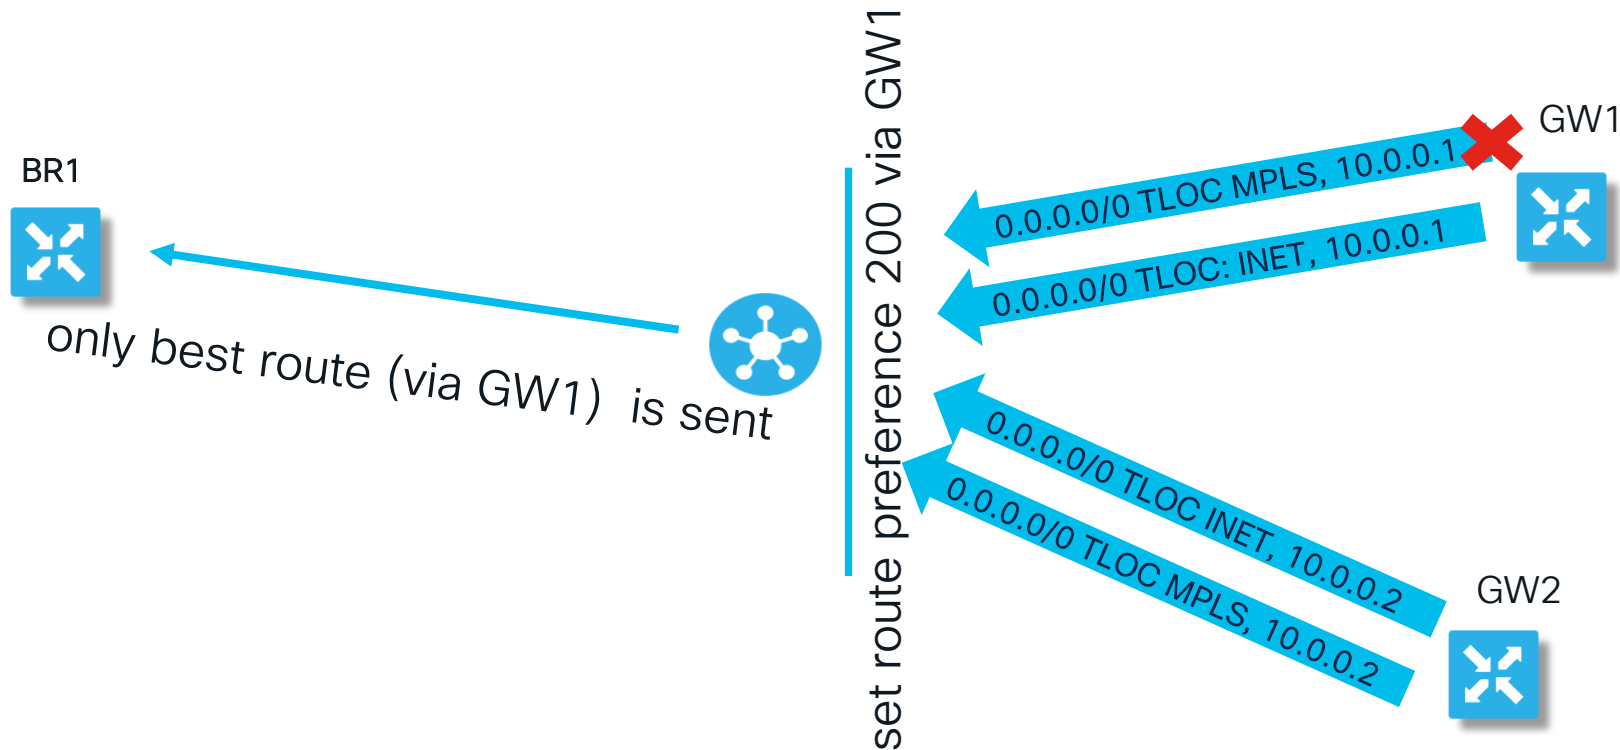 BR1
only best route (via GW1) is sent
set route preference 200 via GW1
GW1
0.0.0.0/0 TLOC MPLS, 10.0.0.1
0.0.0.0/0 TLOC: INET, 10.0.0.1
0.0.0.0/0 TLOC INET, 10.0.0.2
0.0.0.0/0 TLOC MPLS, 10.0.0.2
GW2